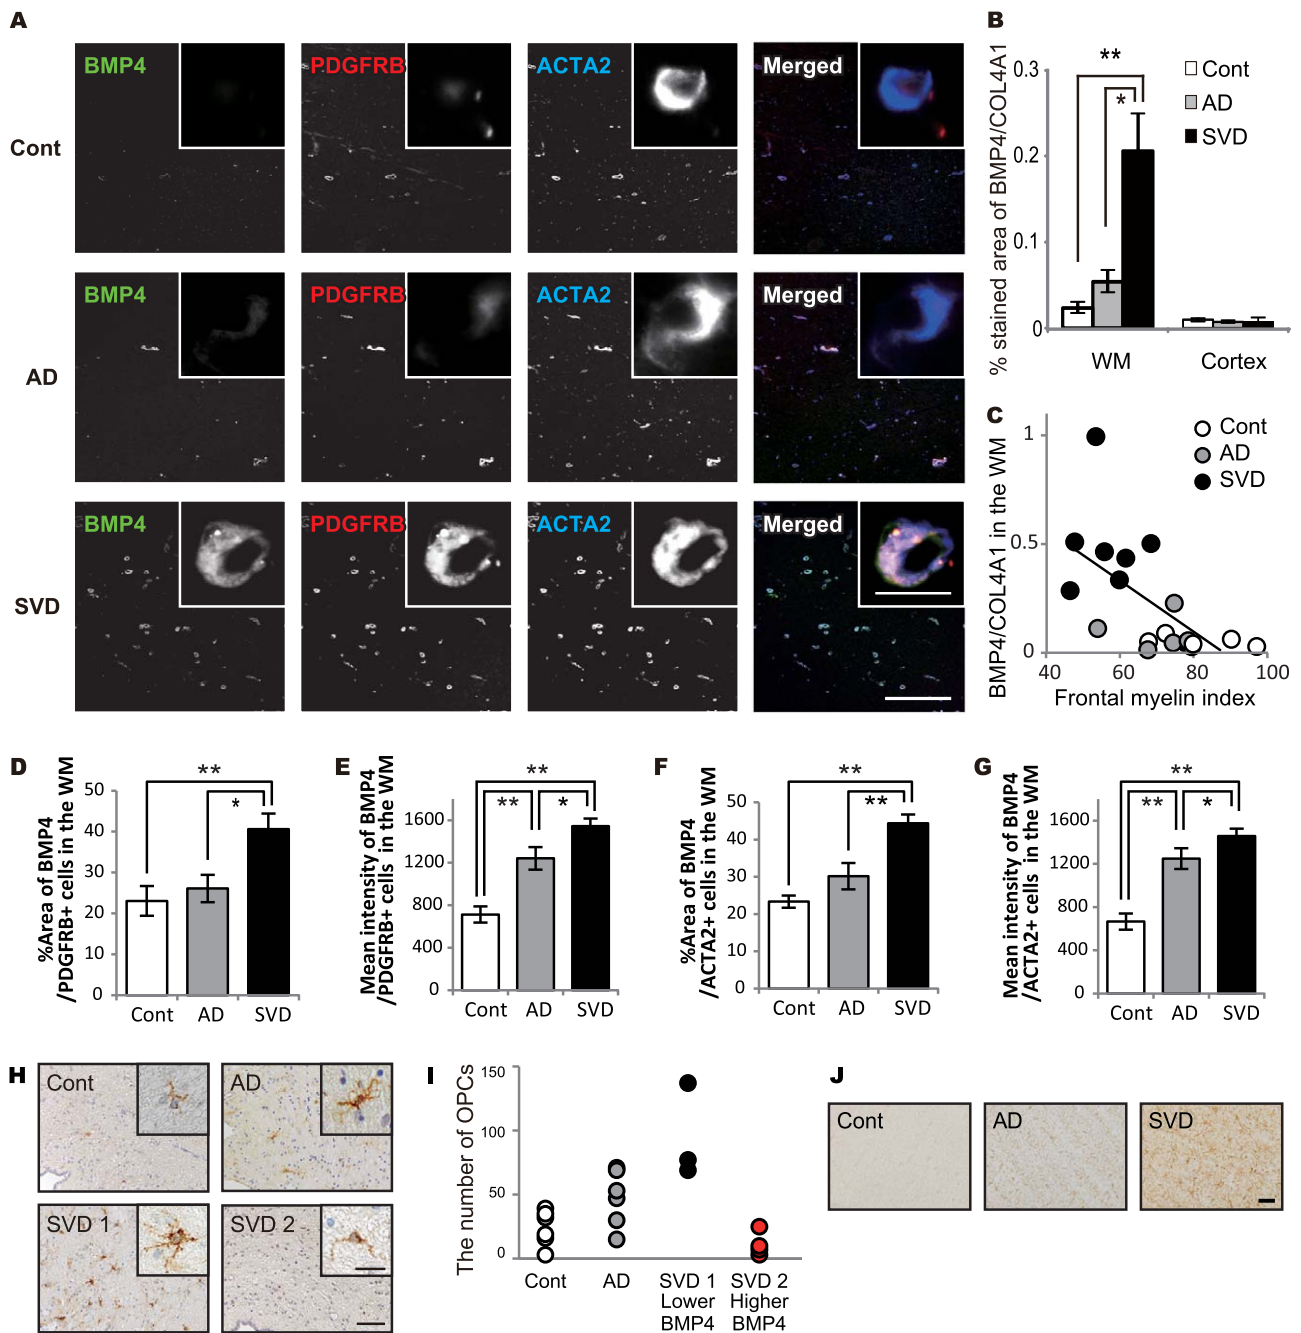 A
BMP4
PDGFRB
ACTA2
Merged
Cont
BMP4
PDGFRB
ACTA2
Merged
AD
BMP4
PDGFRB
ACTA2
Merged
SVD
B
% stained area of BMP4/COL4A1
0.3
0.2
0.1
0
**
*
Cont
AD
SVD
WM
Cortex
C
BMP4/COL4A1 in the WM
1
0.5
0
Cont
AD
SVD
40
60
80
100
Frontal myelin index
D
%Area of BMP4
/PDGFRB+ cells in the WM
50
40
30
20
10
0
**
*
Cont
AD
SVD
E
Mean intensity of BMP4
/PDGFRB+ cells in the WM
1600
1200
800
400
0
**
**
*
Cont
AD
SVD
F
%Area of BMP4
/ACTA2+ cells in the WM
50
40
30
20
10
0
**
**
Cont
AD
SVD
G
Mean intensity of BMP4
/ACTA2+ cells in the WM
1600
1200
800
400
0
**
**
*
Cont
AD
SVD
H
Cont
AD
SVD 1
SVD 2
I
The number of OPCs
150
100
50
0
Cont
AD
SVD 1
Lower
BMP4
SVD 2
Higher
BMP4
J
Cont
AD
SVD